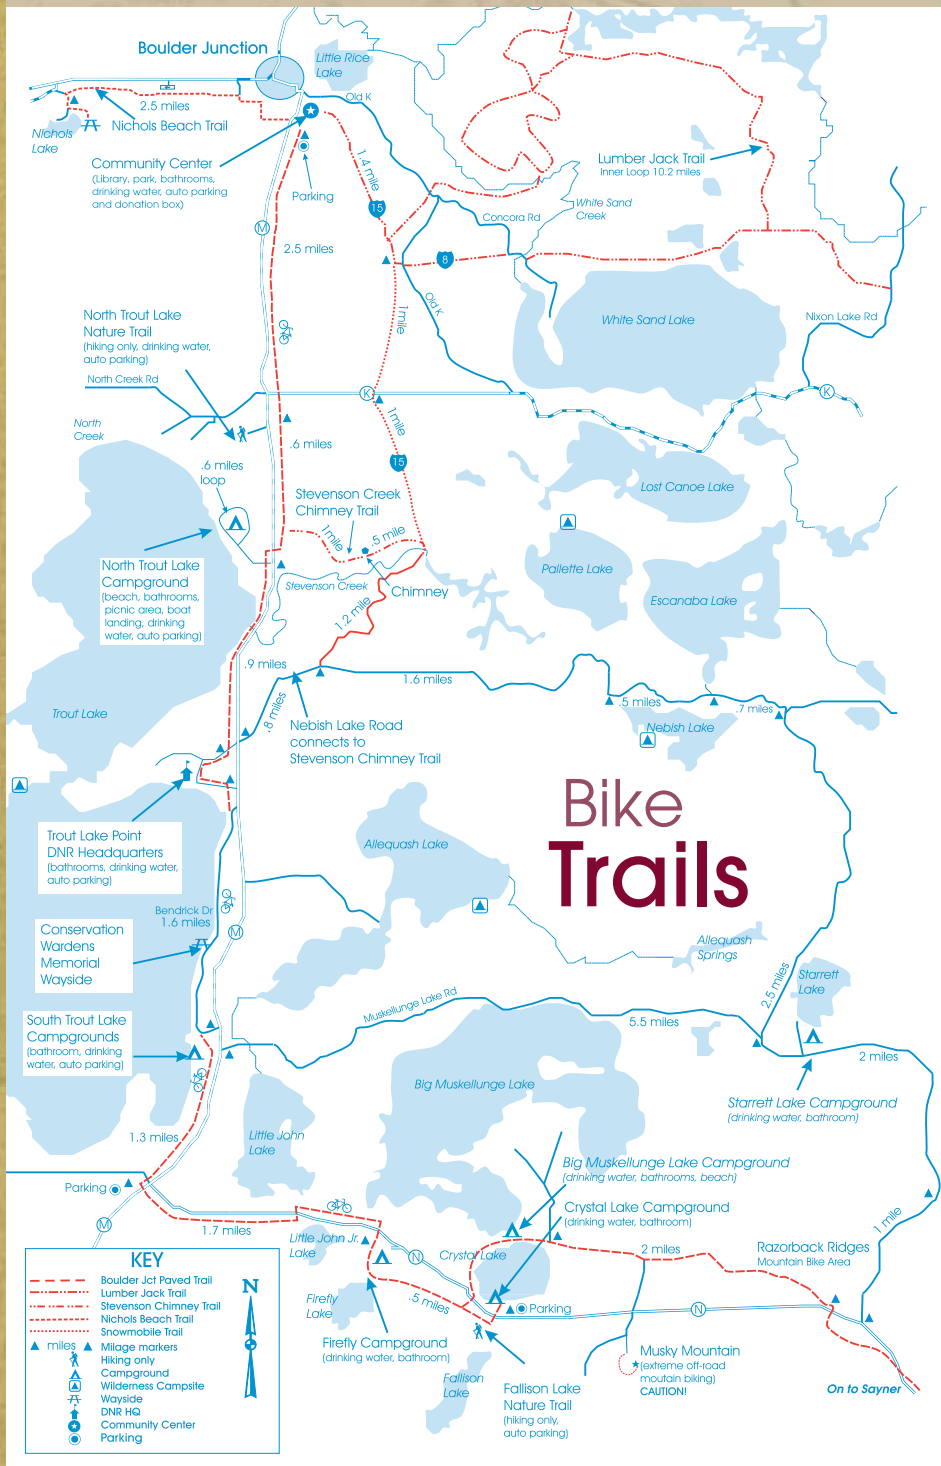 Boulder Junction
Little Rice
Lake
Old K
2.5 miles
Nichols Beach Trail
Nichols
Lake
Community Center
(Library, park, bathrooms,
drinking water, auto parking
and donation box)
Parking
1.4 mile
15
Lumber Jack Trail
Inner Loop 10.2 miles
White Sand
Creek
Concora Rd
M
2.5 miles
8
Old K
1mile
White Sand Lake
Nixon Lake Rd
North Trout Lake
Nature Trail
(hiking only, drinking water,
auto parking)
North Creek Rd
K
K
North
Creek
1mile
.6 miles
15
.6 miles
loop
Stevenson Creek
Chimney Trail
1mile
.5 mile
Lost Canoe Lake
North Trout Lake
Campground
(beach, bathrooms,
picnic area, boat
landing, drinking
water, auto parking)
Stevenson Creek
Chimney
Pallette Lake
Escanaba Lake
1.2 mile
.9 miles
1.6 miles
Trout Lake
.8 miles
Nebish Lake Road
connects to
Stevenson Chimney Trail
.5 miles
.7 miles
Nebish Lake
Bike
Trails
Trout Lake Point
DNR Headquarters
(bathrooms, drinking water,
auto parking)
Allequash Lake
Bendrick Dr
1.6 miles
M
Conservation
Wardens
Memorial
Wayside
Allequash
Springs
2.5 miles
Starrett
Lake
Muskellunge Lake Rd
5.5 miles
South Trout Lake
Campgrounds
(bathroom, drinking
water, auto parking)
2 miles
Big Muskellunge Lake
Starrett Lake Campground
(drinking water, bathroom)
1.3 miles
Little John
Lake
Big Muskellunge Lake Campground
(drinking water, bathrooms, beach)
Parking
M
Crystal Lake Campground
(drinking water, bathroom)
1 mile
1.7 miles
Little John Jr.
Lake
N
Crystal Lake
2 miles
Razorback Ridges
Mountain Bike Area
Firefly
Lake
.5 miles
Parking
N
Firefly Campground
(drinking water, bathroom)
Musky Mountain
(extreme off-road
moutain biking)
CAUTION!
Fallison
Lake
Fallison Lake
Nature Trail
(hiking only,
auto parking)
On to Sayner
KEY
Boulder Jct Paved Trail
Lumber Jack Trail
Stevenson Chimney Trail
Nichols Beach Trail
Snowmobile Trail
miles Milage markers
Hiking only
Campground
Wilderness Campsite
Wayside
DNR HQ
Community Center
Parking
N